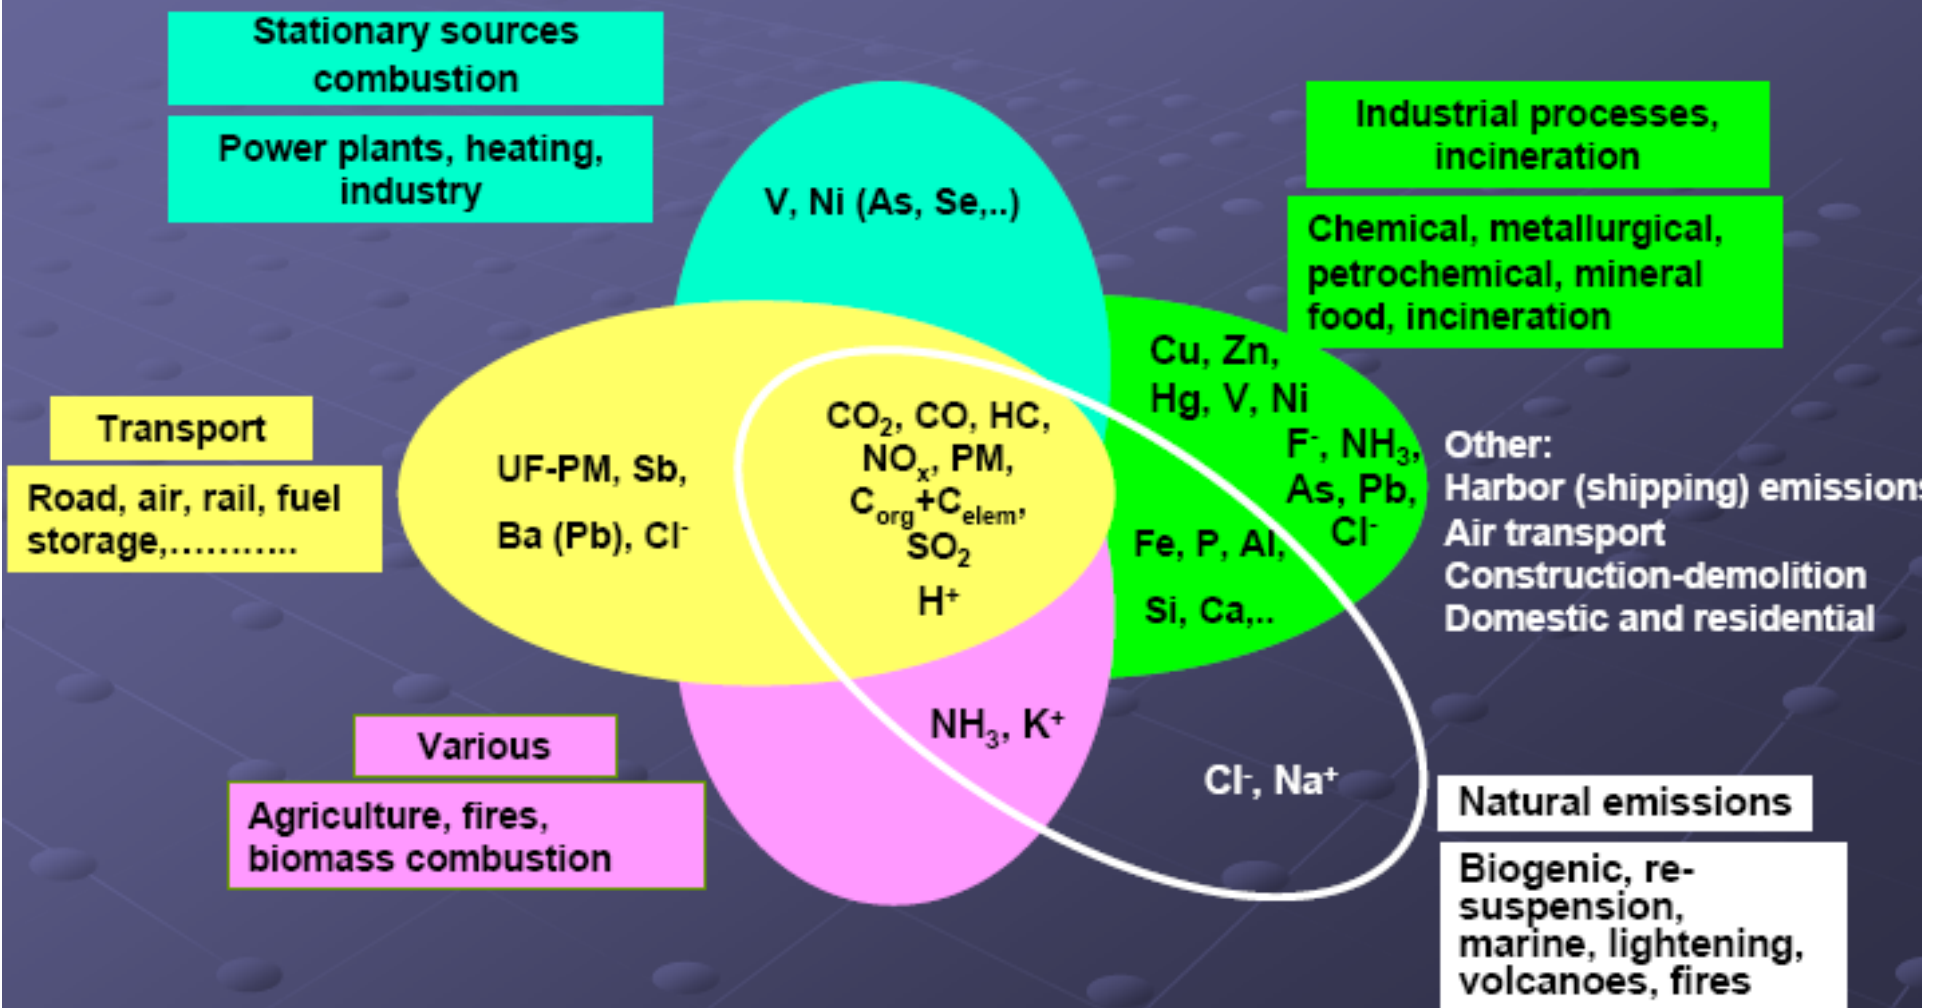 Stationary sources
combustion
Power plants, heating,
industry
V, Ni (As, Se,..)
Industrial processes,
incineration
Chemical, metallurgical,
petrochemical, mineral
food, incineration
Cu, Zn,
Hg, V, Ni
F⁻, NH₃,
As, Pb,
Cl⁻
Fe, P, Al,
Si, Ca,..
Transport
Road, air, rail, fuel
storage,………..
UF-PM, Sb,
Ba (Pb), Cl⁻
CO₂, CO, HC,
NOₓ, PM,
C_org+C_elem,
SO₂
H⁺
Other:
Harbor (shipping) emissions
Air transport
Construction-demolition
Domestic and residential
Various
Agriculture, fires,
biomass combustion
NH₃, K⁺
Cl⁻, Na⁺
Natural emissions
Biogenic, re-
suspension,
marine, lightening,
volcanoes, fires